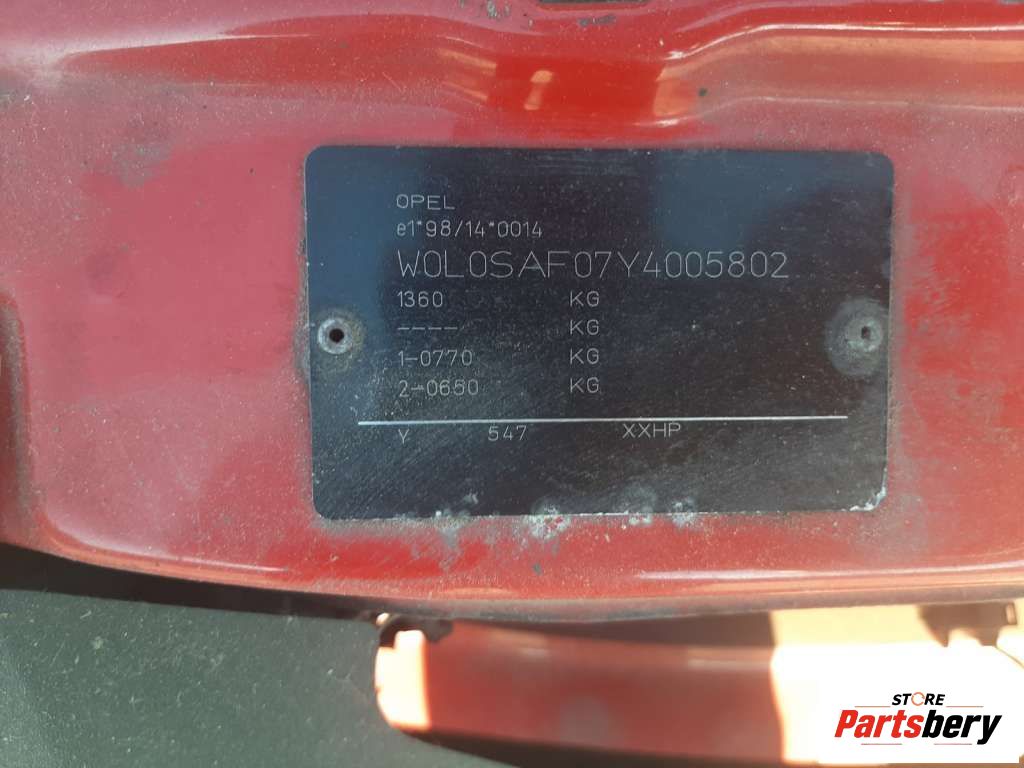 OPEL
e1*98/14*0014
W0L0SAF07Y4005802
1360 KG
---- KG
1-0770 KG
2-0650 KG
Y 547 XXHP
STORE
Partsbery